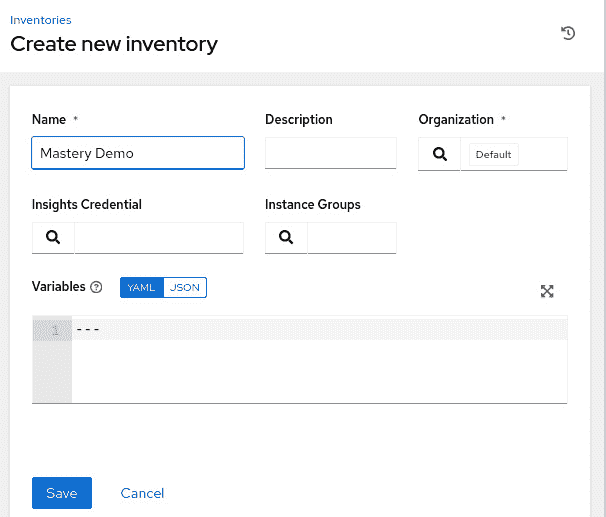 Inventories
Create new inventory
Name * Description Organization *
Mastery Demo Default
Insights Credential Instance Groups
Variables ? YAML JSON
1 ---
Save Cancel